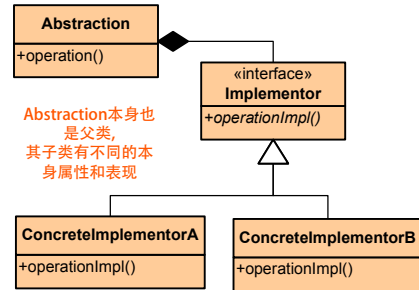 Abstraction
+operation()
«interface»
Implementor
+operationImpl()
Abstraction本身也
是父类,
其子类有不同的本
身属性和表现
ConcreteImplementorA
+operationImpl()
ConcreteImplementorB
+operationImpl()